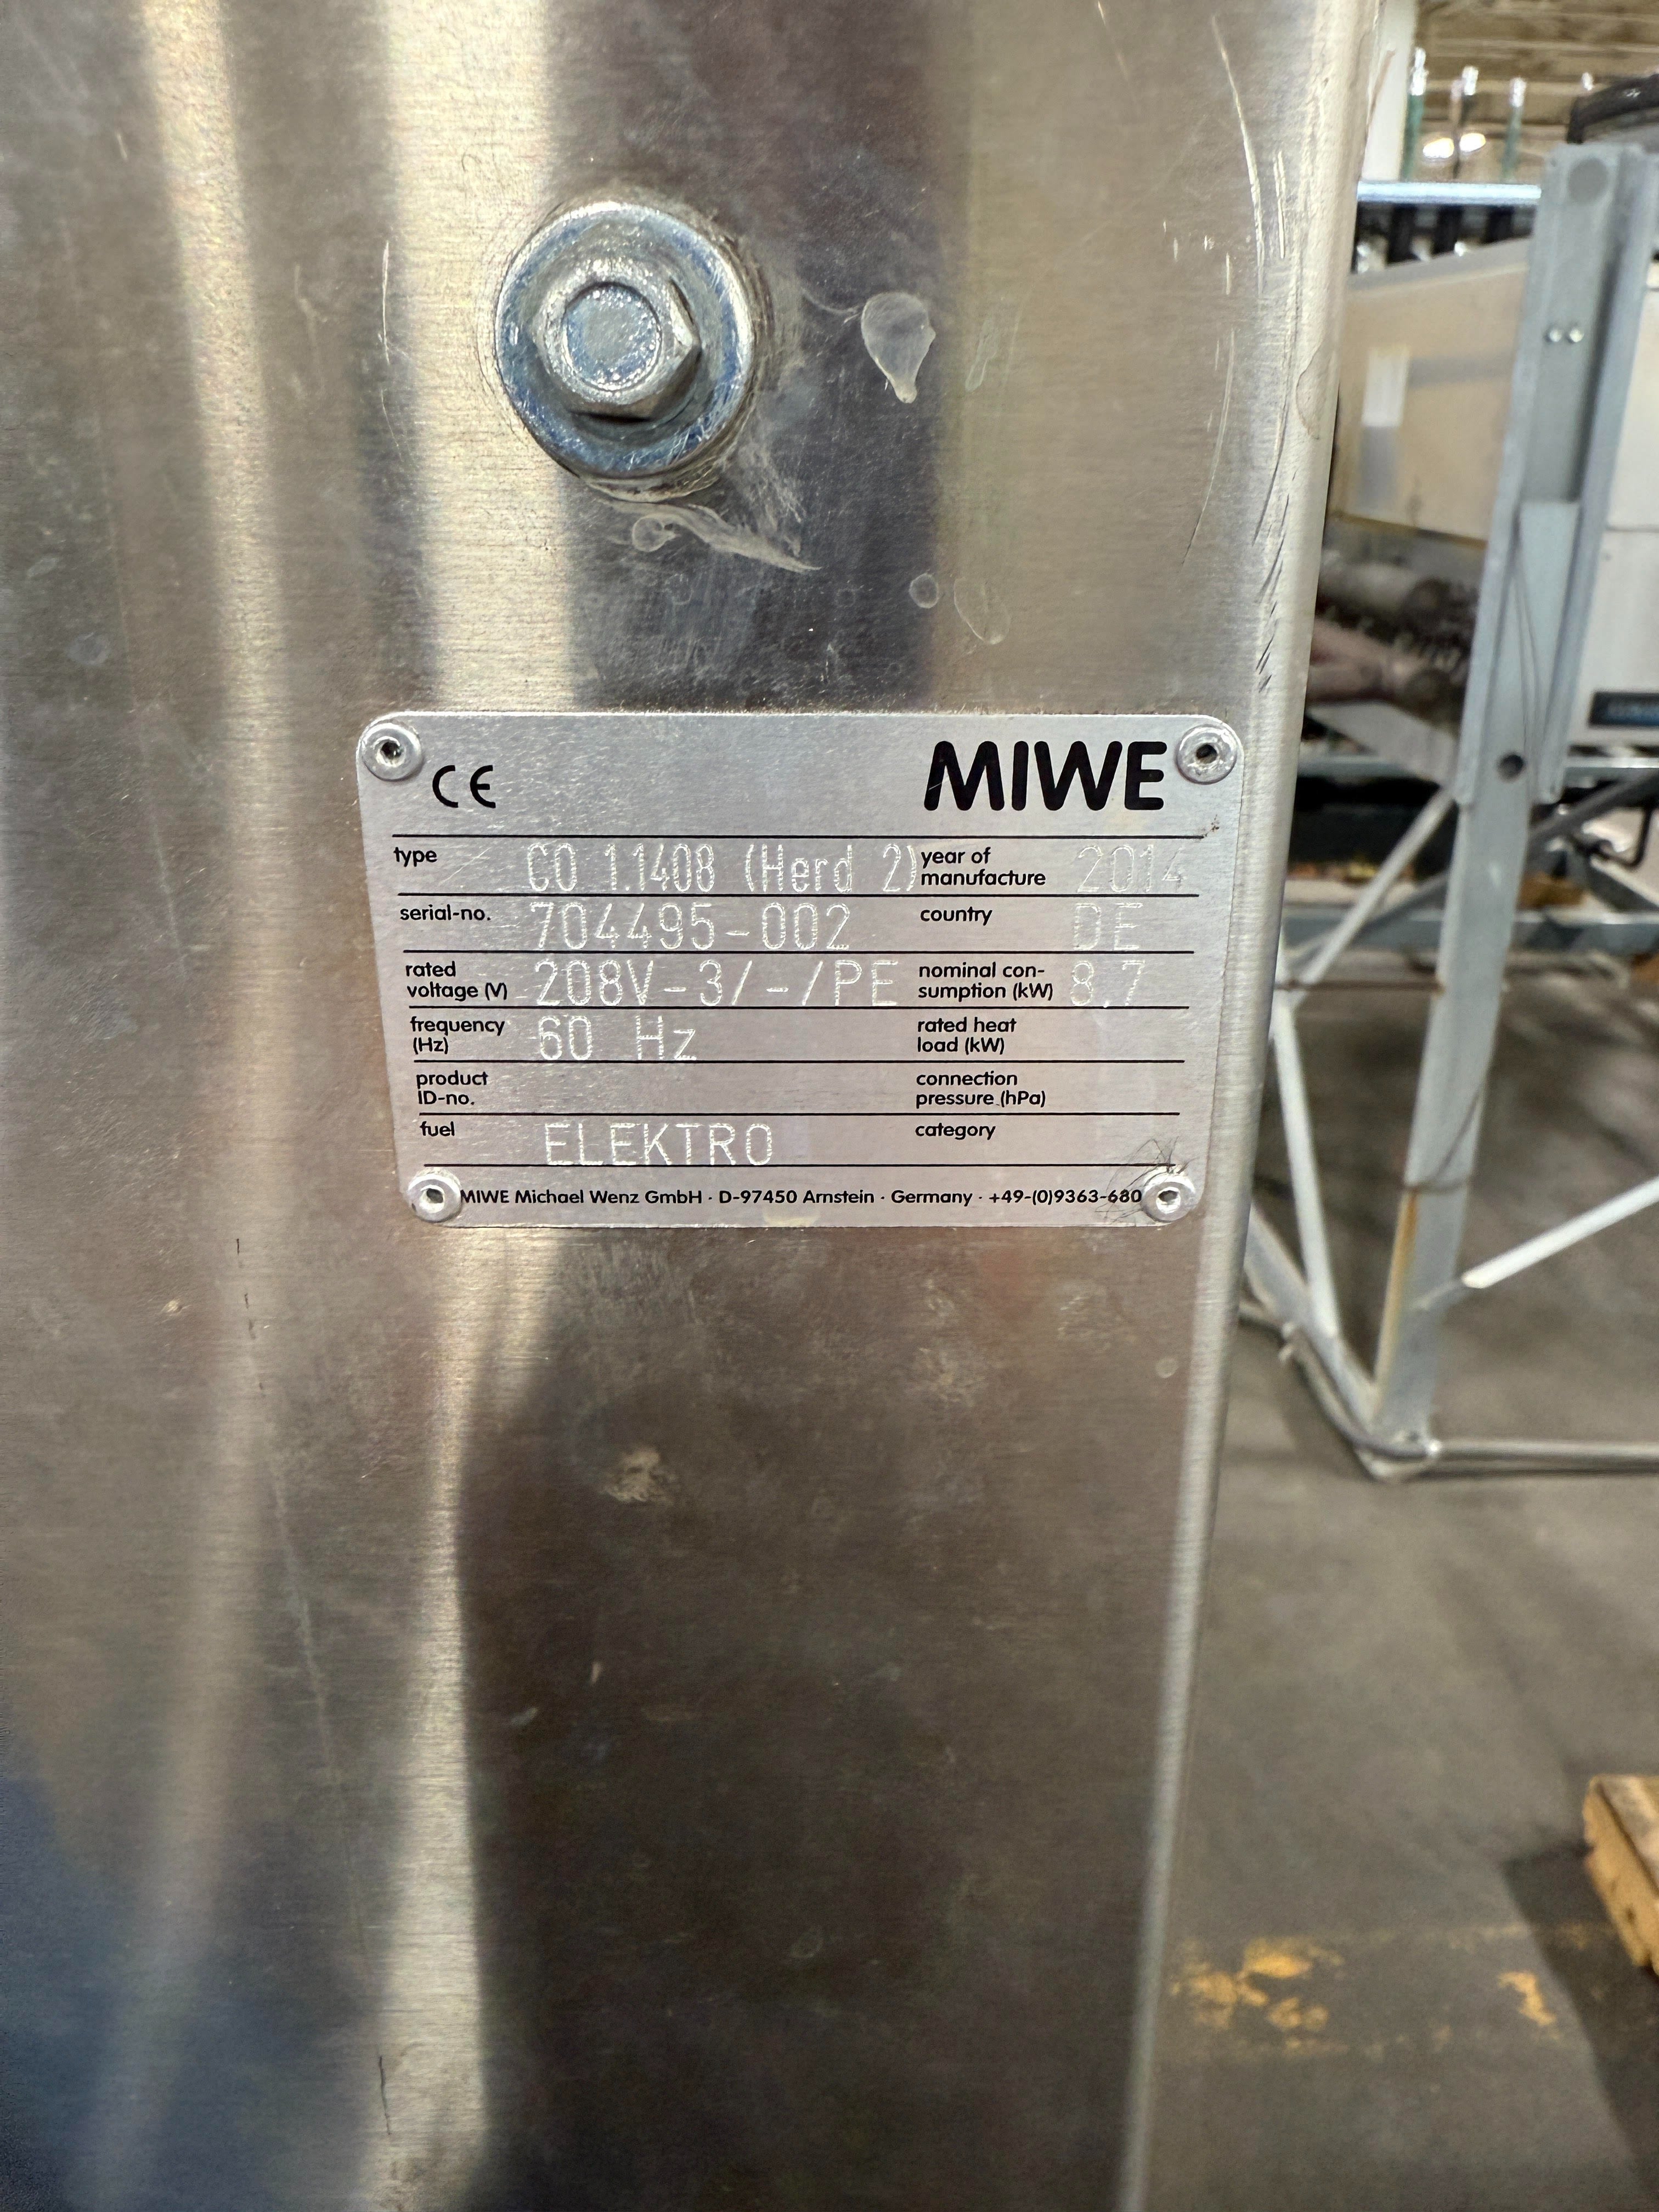 CE MIWE
type CO 1.1408 (Herd 2) year of manufacture 2014
serial-no. 704495-002 country DE
rated voltage (V) 208V-3/-/PE nominal con-sumption (kW) 8,7
frequency (Hz) 60 Hz rated heat load (kW)
product ID-no. connection pressure (hPa)
fuel ELEKTRO category
MIWE Michael Wenz GmbH · D-97450 Arnstein · Germany · +49-(0)9363-680